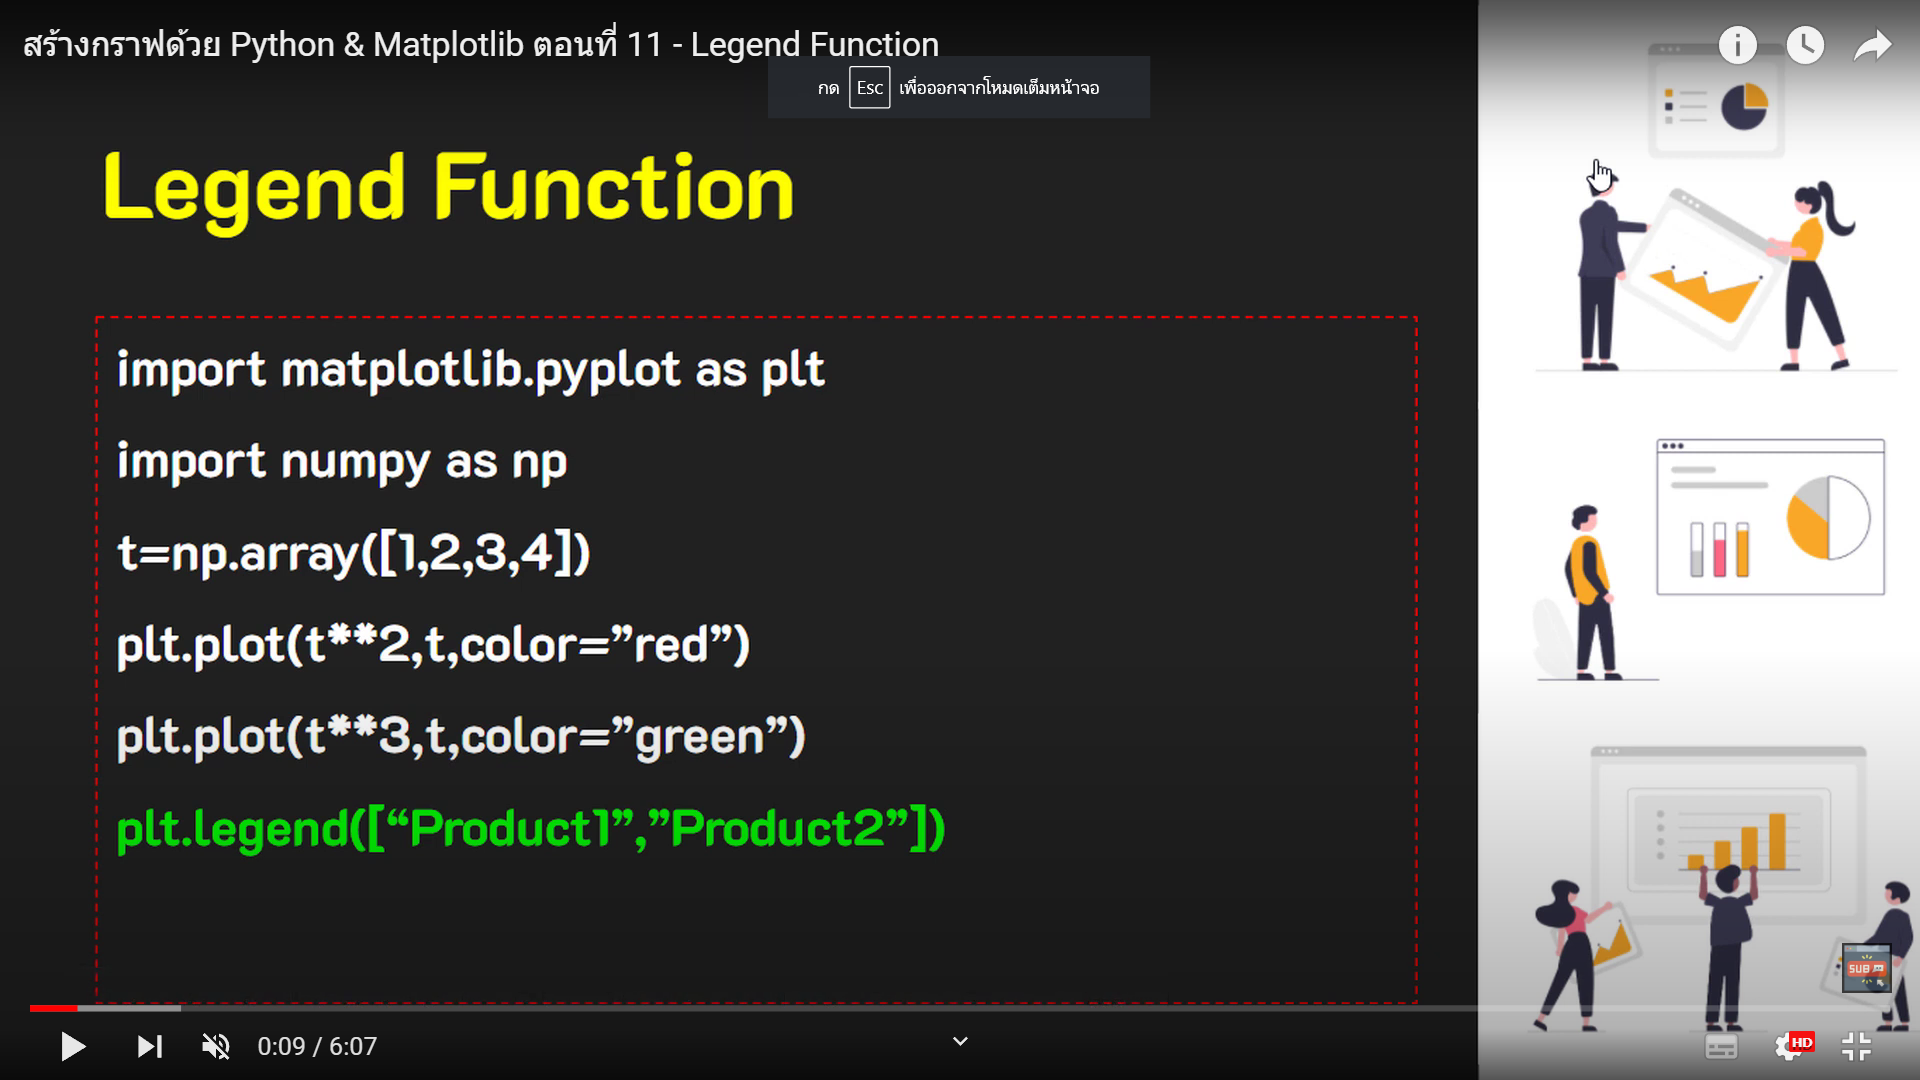 สร้างกราฟด้วย Python & Matplotlib ตอนที่ 11 - Legend Function
กด Esc เพื่อออกจากโหมดเต็มหน้าจอ
Legend Function
import matplotlib.pyplot as plt
import numpy as np
t=np.array([1,2,3,4])
plt.plot(t**2,t,color=”red”)
plt.plot(t**3,t,color=”green”)
plt.legend([“Product1”,”Product2”])
SUB
0:09 / 6:07
HD